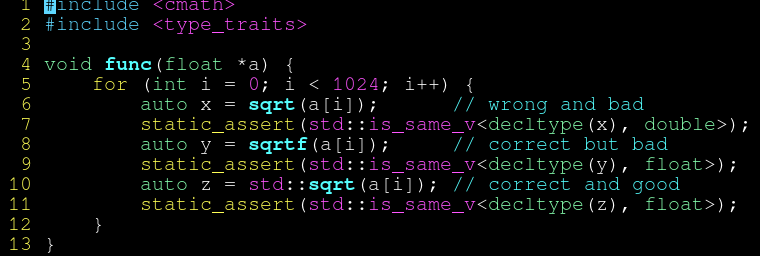 1 #include <cmath>
2 #include <type_traits>
3
4 void func(float *a) {
5     for (int i = 0; i < 1024; i++) {
6         auto x = sqrt(a[i]);      // wrong and bad
7         static_assert(std::is_same_v<decltype(x), double>);
8         auto y = sqrtf(a[i]);     // correct but bad
9         static_assert(std::is_same_v<decltype(y), float>);
10         auto z = std::sqrt(a[i]); // correct and good
11         static_assert(std::is_same_v<decltype(z), float>);
12     }
13 }